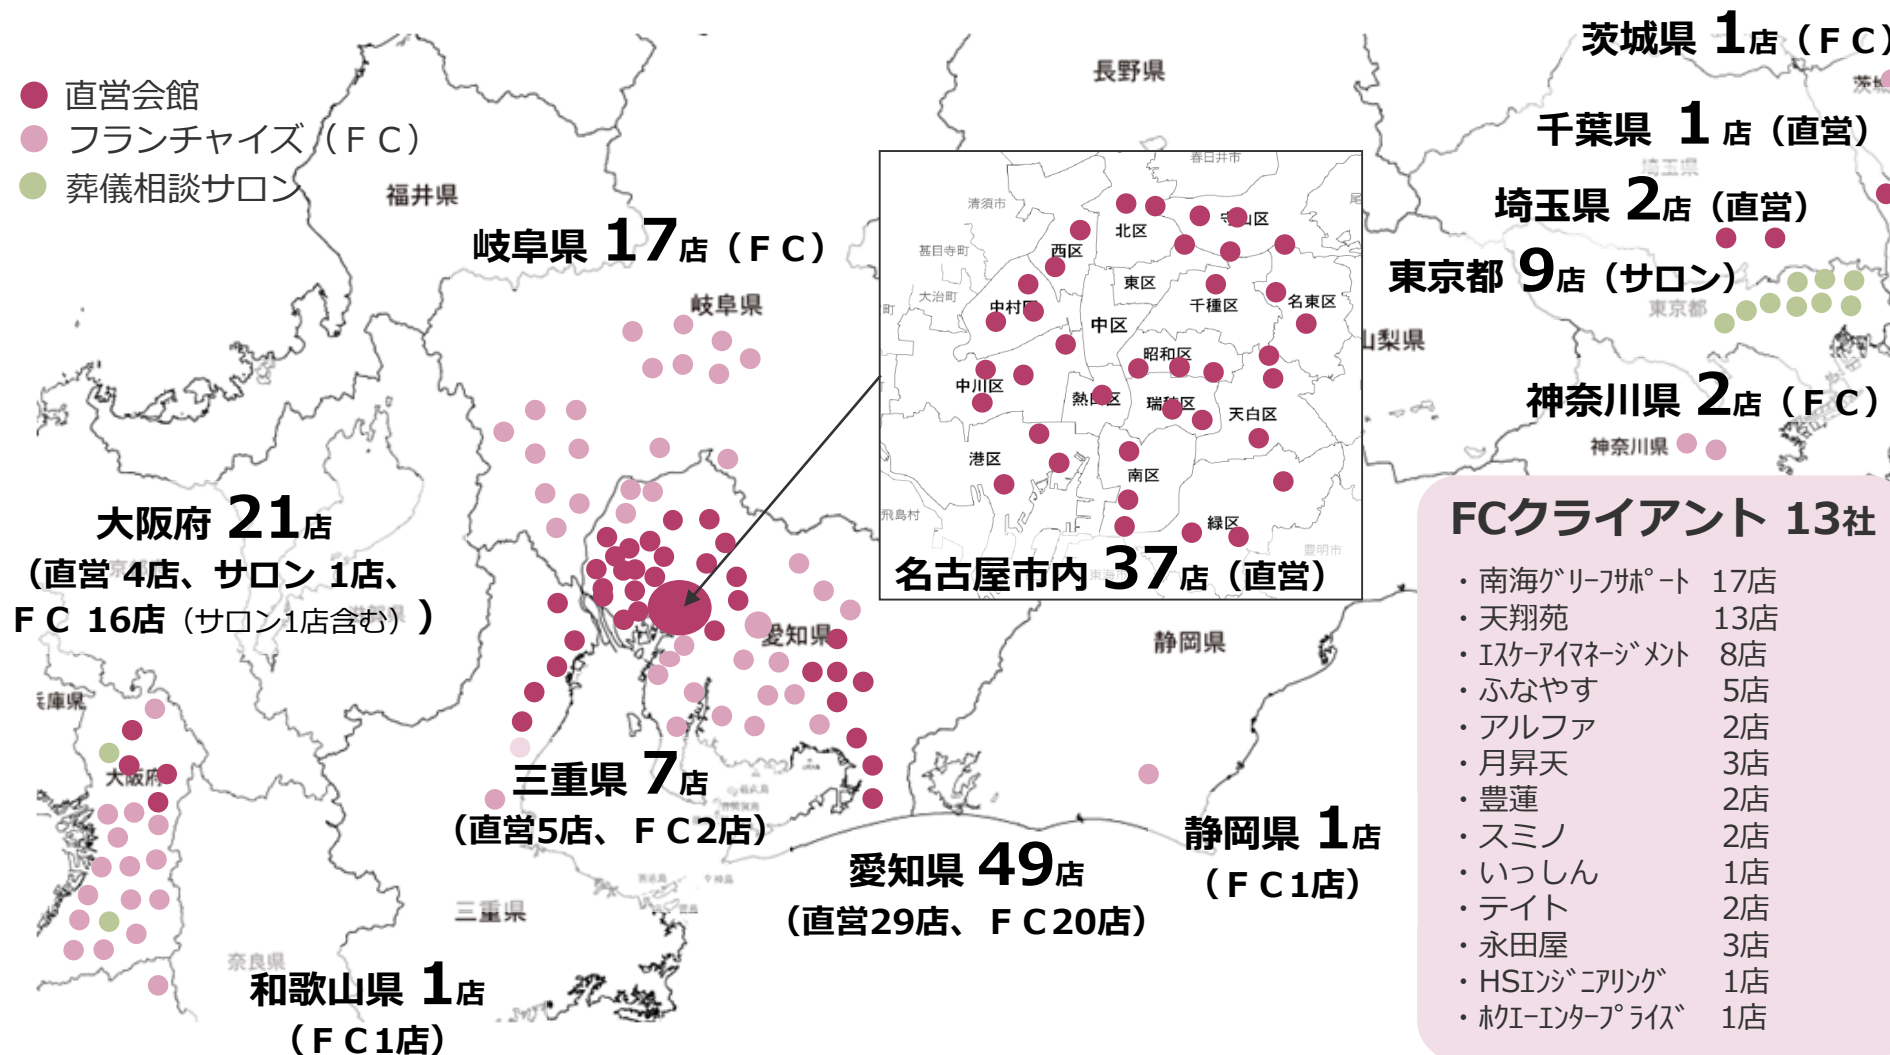 直営会館
フランチャイズ（ＦＣ）
葬儀相談サロン
福井県
長野県
岐阜県 17店（ＦＣ）
岐阜県
茨城県 1店（ＦＣ）
千葉県 1店（直営）
埼玉県
埼玉県 2店（直営）
東京都 9店（サロン）
東京都
山梨県
神奈川県 2店（ＦＣ）
神奈川県
春日井市
清須市
守山区
北区
西区
甚目寺町
東区
大治町
千種区
名東区
中村区
町
中区
昭和区
中川区
熱田区
瑞穂区
天白区
港区
南区
飛島村
緑区
豊明市
東海市
名古屋市内 37店（直営）
大阪府 21店
（直営 4店、サロン 1店、
ＦＣ 16店（サロン1店含む））
兵庫県
大阪府
愛知県
静岡県
三重県 7店
（直営5店、ＦＣ2店）
愛知県 49店
（直営29店、ＦＣ20店）
静岡県 1店
（ＦＣ1店）
三重県
奈良県
和歌山県 1店
（ＦＣ1店）
FCクライアント 13社
・南海ｸﾞﾘｰﾌｻﾎﾟｰﾄ 17店
・天翔苑 13店
・ｴｽｹｰｱｲﾏﾈｰｼﾞﾒﾝﾄ 8店
・ふなやす 5店
・アルファ 2店
・月昇天 3店
・豊蓮 2店
・スミノ 2店
・いっしん 1店
・テイト 2店
・永田屋 3店
・HSｴﾝｼﾞﾆｱﾘﾝｸﾞ 1店
・ﾎｸｴｰｴﾝﾀｰﾌﾟﾗｲｽﾞ 1店